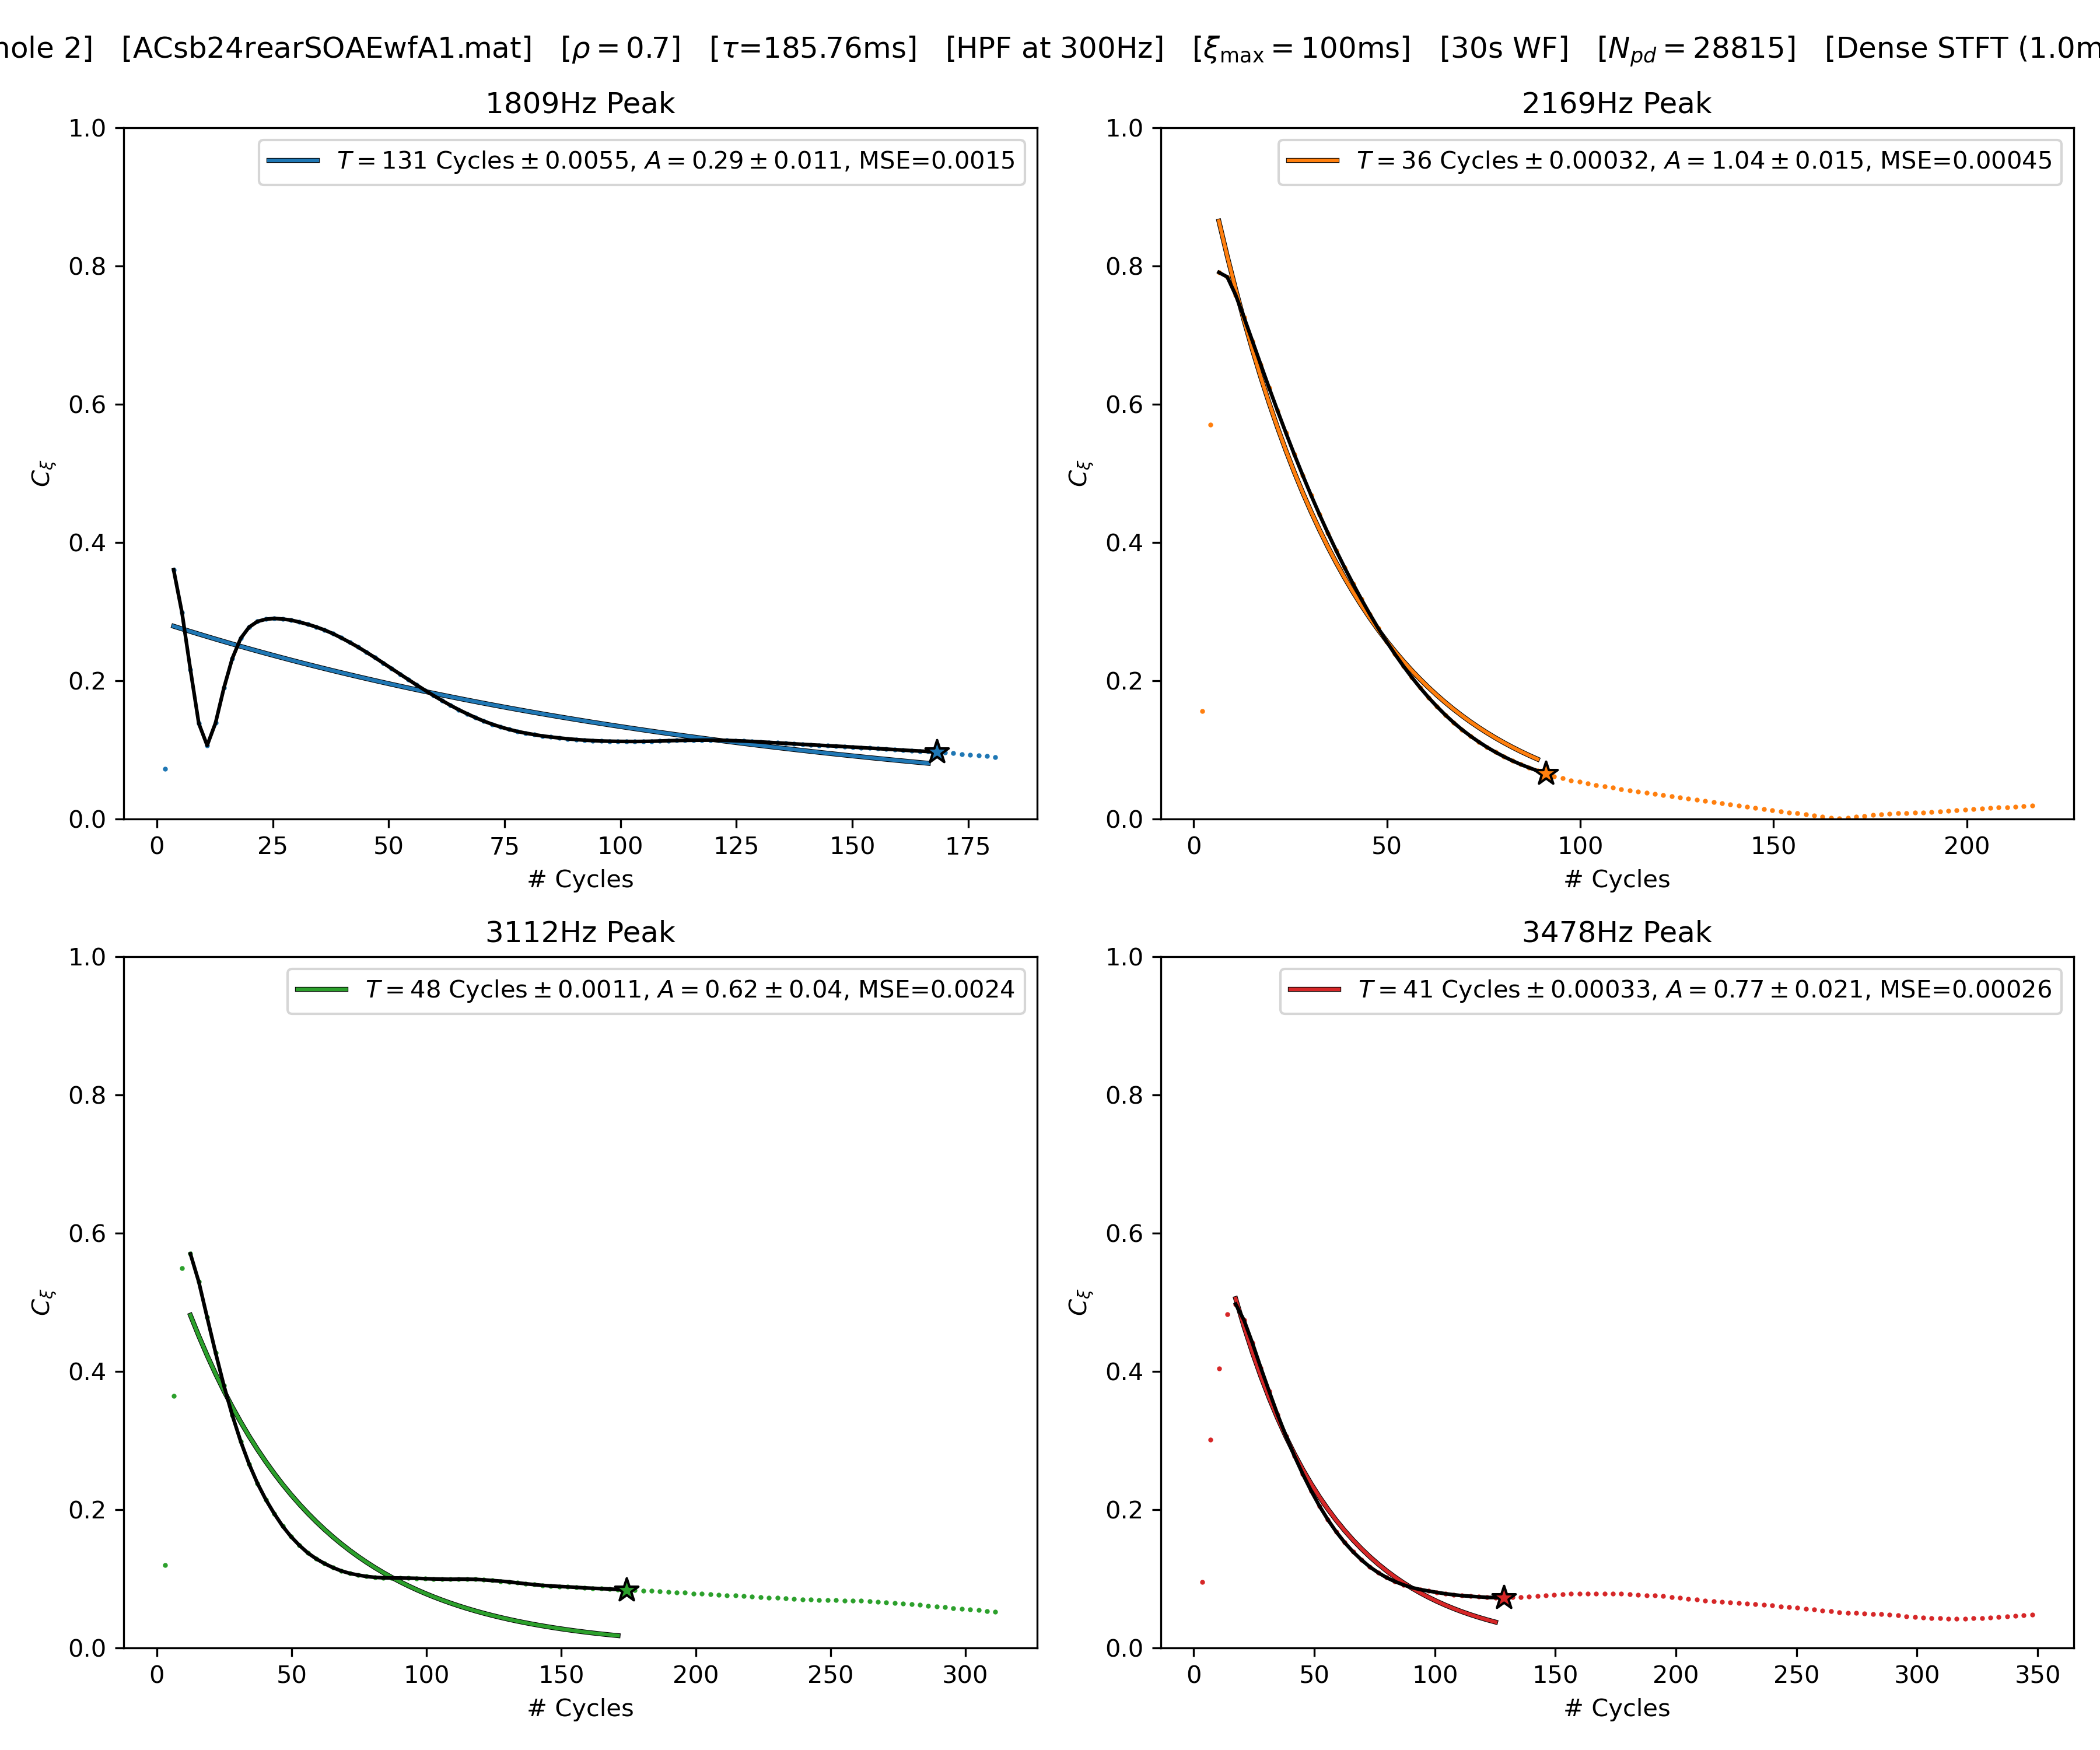 2] [ACsb24rearSOAEwfA1.mat] [ρ = 0.7] [τ=185.76ms] [HPF at 300Hz] [ξmax = 100ms] [30s WF] [Npd = 28815] [Dense STFT
1809Hz Peak
T = 131 Cycles ± 0.0055, A = 0.29 ± 0.011, MSE=0.0015
1.0
0.8
0.6
0.4
0.2
0.0
Cξ
0 25 50 75 100 125 150 175
# Cycles
2169Hz Peak
T = 36 Cycles ± 0.00032, A = 1.04 ± 0.015, MSE=0.00045
1.0
0.8
0.6
0.4
0.2
0.0
Cξ
0 50 100 150 200
# Cycles
3112Hz Peak
T = 48 Cycles ± 0.0011, A = 0.62 ± 0.04, MSE=0.0024
1.0
0.8
0.6
0.4
0.2
0.0
Cξ
0 50 100 150 200 250 300
# Cycles
3478Hz Peak
T = 41 Cycles ± 0.00033, A = 0.77 ± 0.021, MSE=0.00026
1.0
0.8
0.6
0.4
0.2
0.0
Cξ
0 50 100 150 200 250 300 350
# Cycles